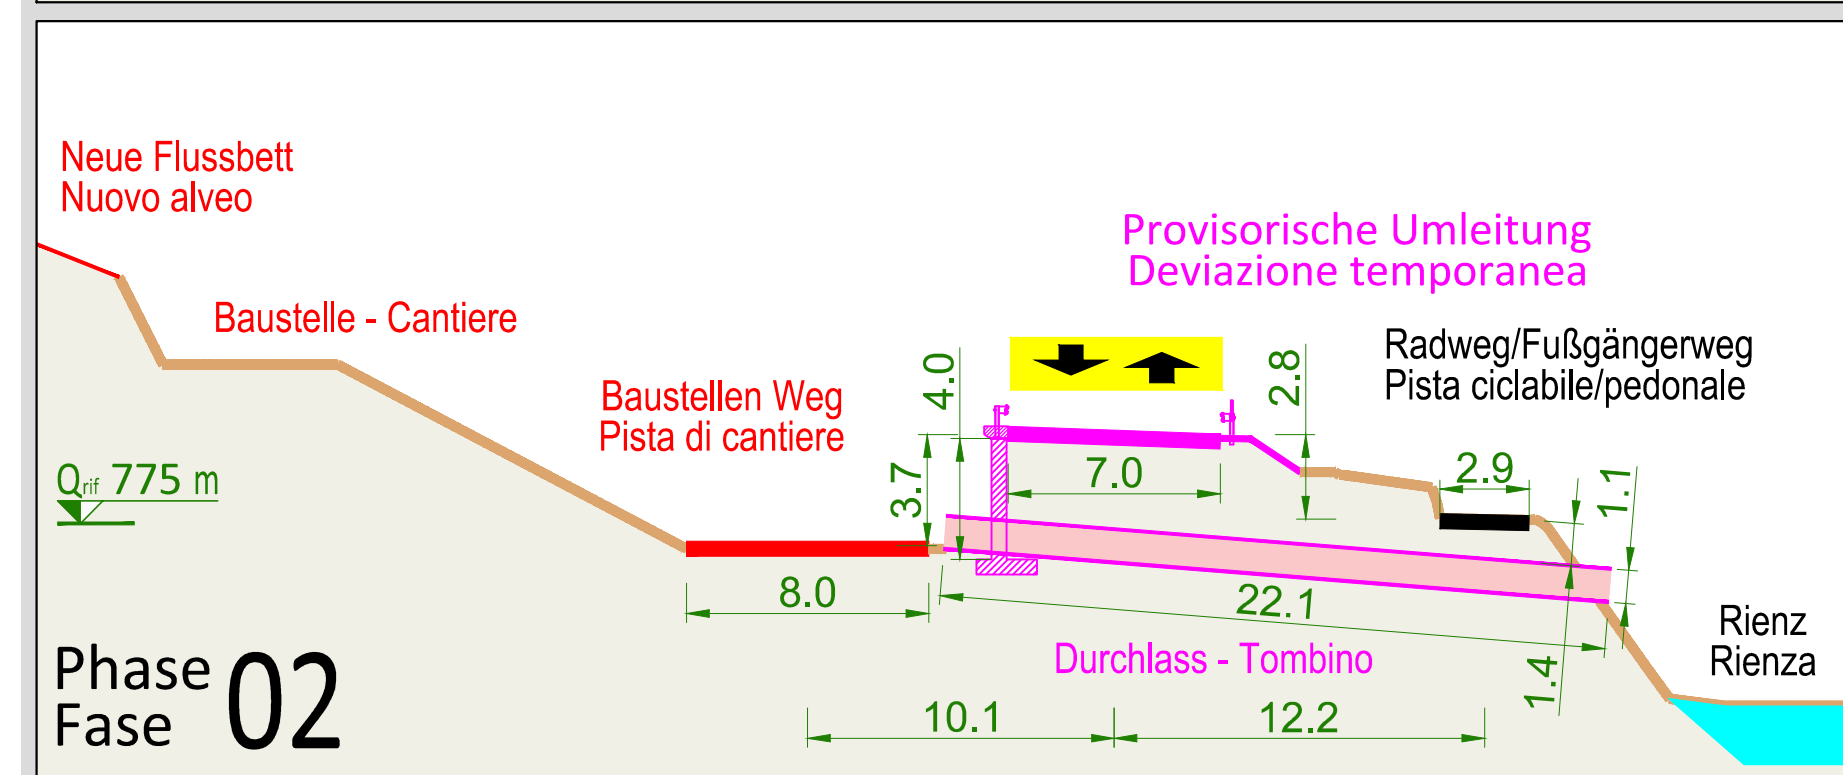 Neue Flussbett
Nuovo alveo
Provisorische Umleitung
Deviazione temporanea
Baustelle - Cantiere
Radweg/Fußgängerweg
Pista ciclabile/pedonale
Baustellen Weg
Pista di cantiere
4.0
2.8
3.7
7.0
2.9
1.1
Qrif 775 m
8.0
22.1
Durchlass - Tombino
1.4
Rienz
Rienza
Phase
Fase
02
10.1
12.2